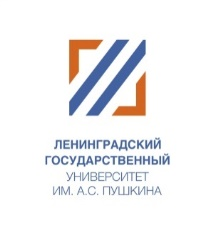 ЛЕНИНГРАДСКИЙ
ГОСУДАРСТВЕННЫЙ
УНИВЕРСИТЕТ
ИМ. А.С. ПУШКИНА